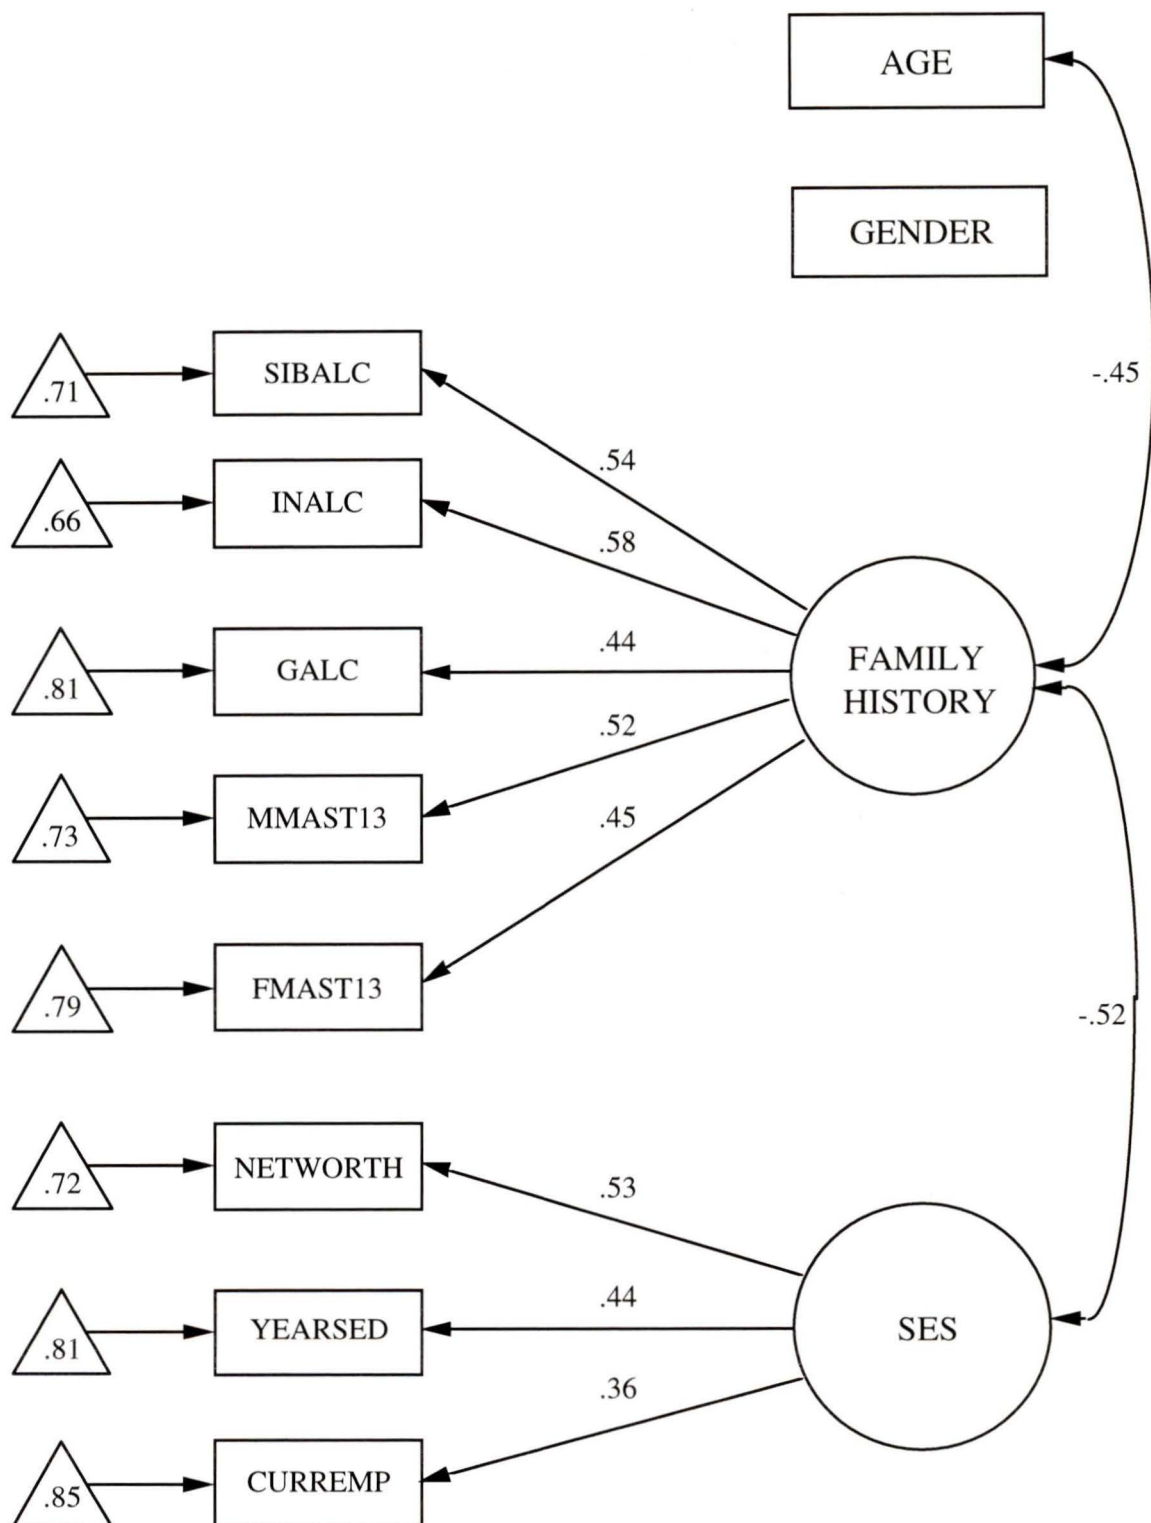 AGE
GENDER
.71
SIBALC
-.45
.54
.66
INALC
.58
.81
GALC
.44
FAMILY
HISTORY
.52
.73
MMAST13
.45
.79
FMAST13
-.52
.72
NETWORTH
.53
.81
YEARSED
.44
SES
.36
.85
CURREMP